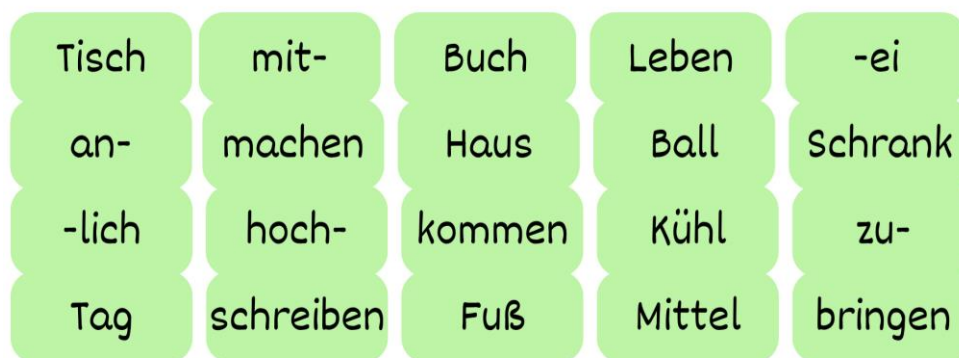 Tisch mit- Buch Leben -ei
an- machen Haus Ball Schrank
-lich hoch- kommen Kühl zu-
Tag schreiben Fuß Mittel bringen